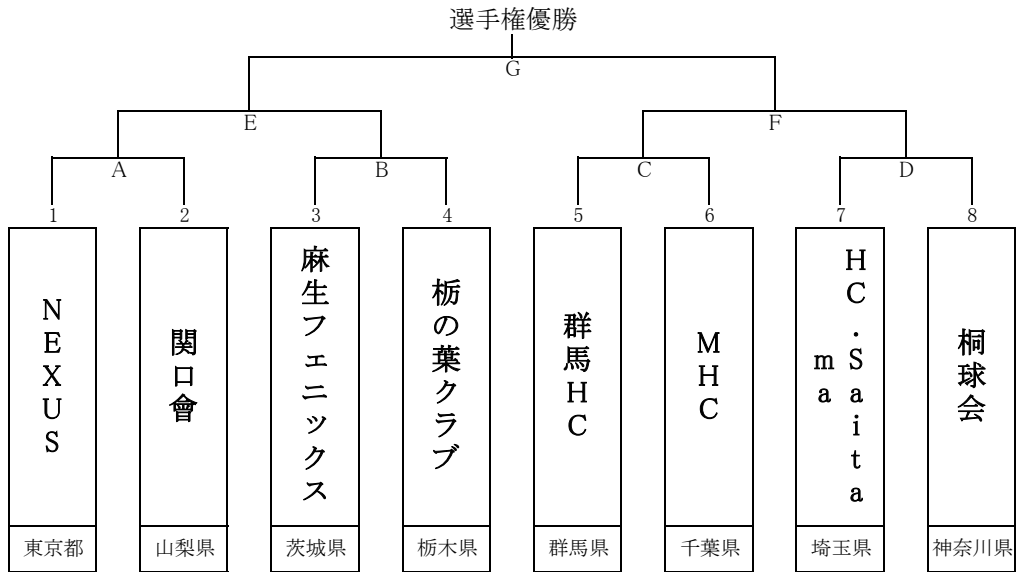 選手権優勝
G
E
F
A
B
C
D
1
2
3
4
5
6
7
8
NEXUS
関口會
麻生フェニックス
栃の葉クラブ
群馬HC
MHC
HC.Saita
ma
桐球会
東京都
山梨県
茨城県
栃木県
群馬県
千葉県
埼玉県
神奈川県